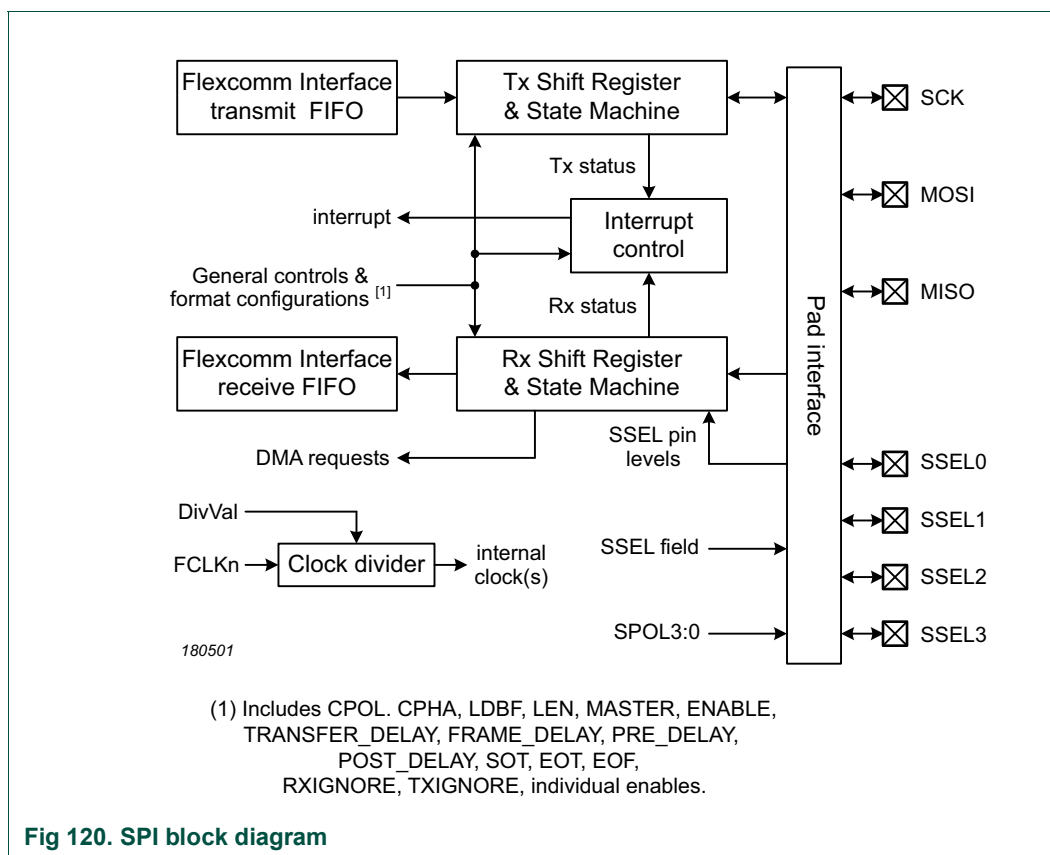 Flexcomm Interface
transmit FIFO
Tx Shift Register
& State Machine
SCK
Tx status
MOSI
interrupt
Interrupt
control
General controls &
format configurations [1]
Rx status
MISO
Pad interface
Flexcomm Interface
receive FIFO
Rx Shift Register
& State Machine
SSEL pin
levels
DMA requests
SSEL0
DivVal
SSEL1
FCLKn
Clock divider
internal
clock(s)
SSEL field
SSEL2
SPOL3:0
SSEL3
180501
(1) Includes CPOL. CPHA, LDBF, LEN, MASTER, ENABLE,
TRANSFER_DELAY, FRAME_DELAY, PRE_DELAY,
POST_DELAY, SOT, EOT, EOF,
RXIGNORE, TXIGNORE, individual enables.
Fig 120. SPI block diagram